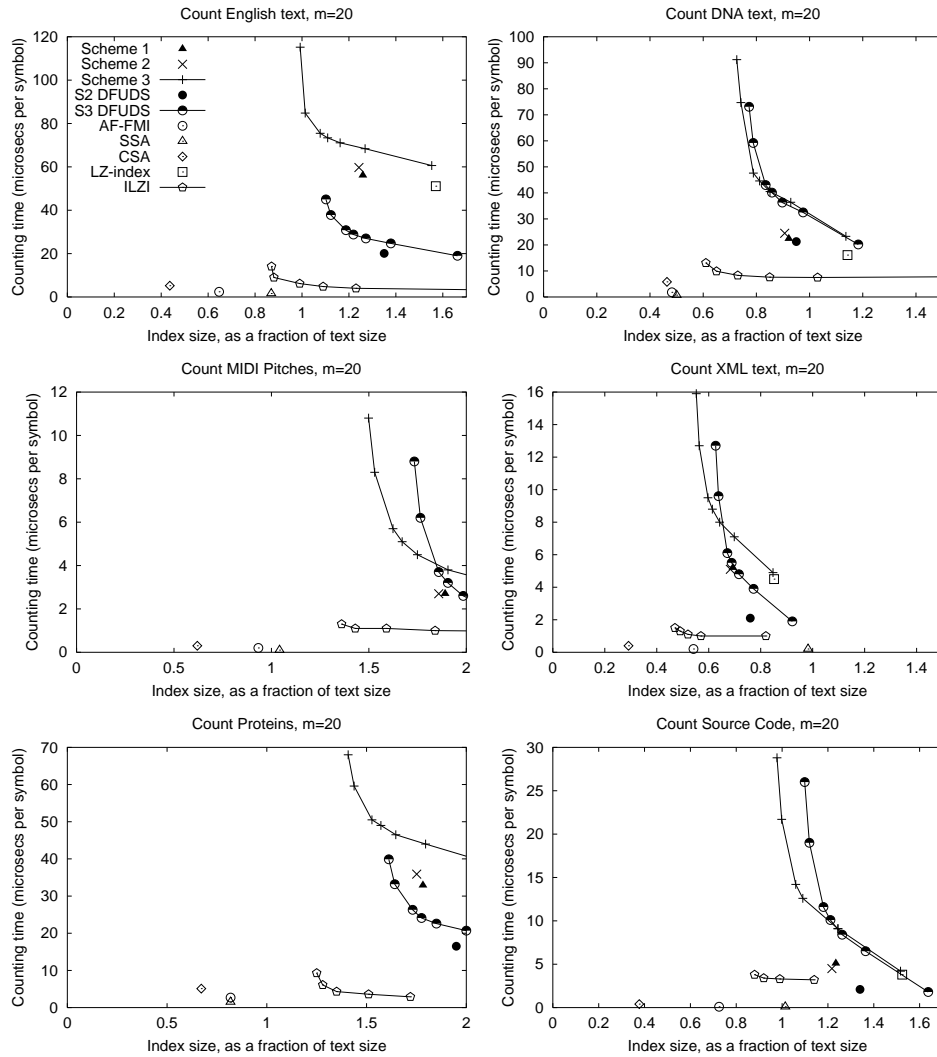 Count English text, m=20
Counting time (microsecs per symbol)
120
100
80
60
40
20
0
Scheme 1
Scheme 2
Scheme 3
S2 DFUDS
S3 DFUDS
AF-FMI
SSA
CSA
LZ-index
ILZI
0 0.2 0.4 0.6 0.8 1 1.2 1.4 1.6
Index size, as a fraction of text size
Count DNA text, m=20
Counting time (microsecs per symbol)
100
90
80
70
60
50
40
30
20
10
0
0 0.2 0.4 0.6 0.8 1 1.2 1.4
Index size, as a fraction of text size
Count MIDI Pitches, m=20
Counting time (microsecs per symbol)
12
10
8
6
4
2
0
0 0.5 1 1.5 2
Index size, as a fraction of text size
Count XML text, m=20
Counting time (microsecs per symbol)
16
14
12
10
8
6
4
2
0
0 0.2 0.4 0.6 0.8 1 1.2 1.4
Index size, as a fraction of text size
Count Proteins, m=20
Counting time (microsecs per symbol)
70
60
50
40
30
20
10
0
0 0.5 1 1.5 2
Index size, as a fraction of text size
Count Source Code, m=20
Counting time (microsecs per symbol)
30
25
20
15
10
5
0
0 0.2 0.4 0.6 0.8 1 1.2 1.4 1.6
Index size, as a fraction of text size